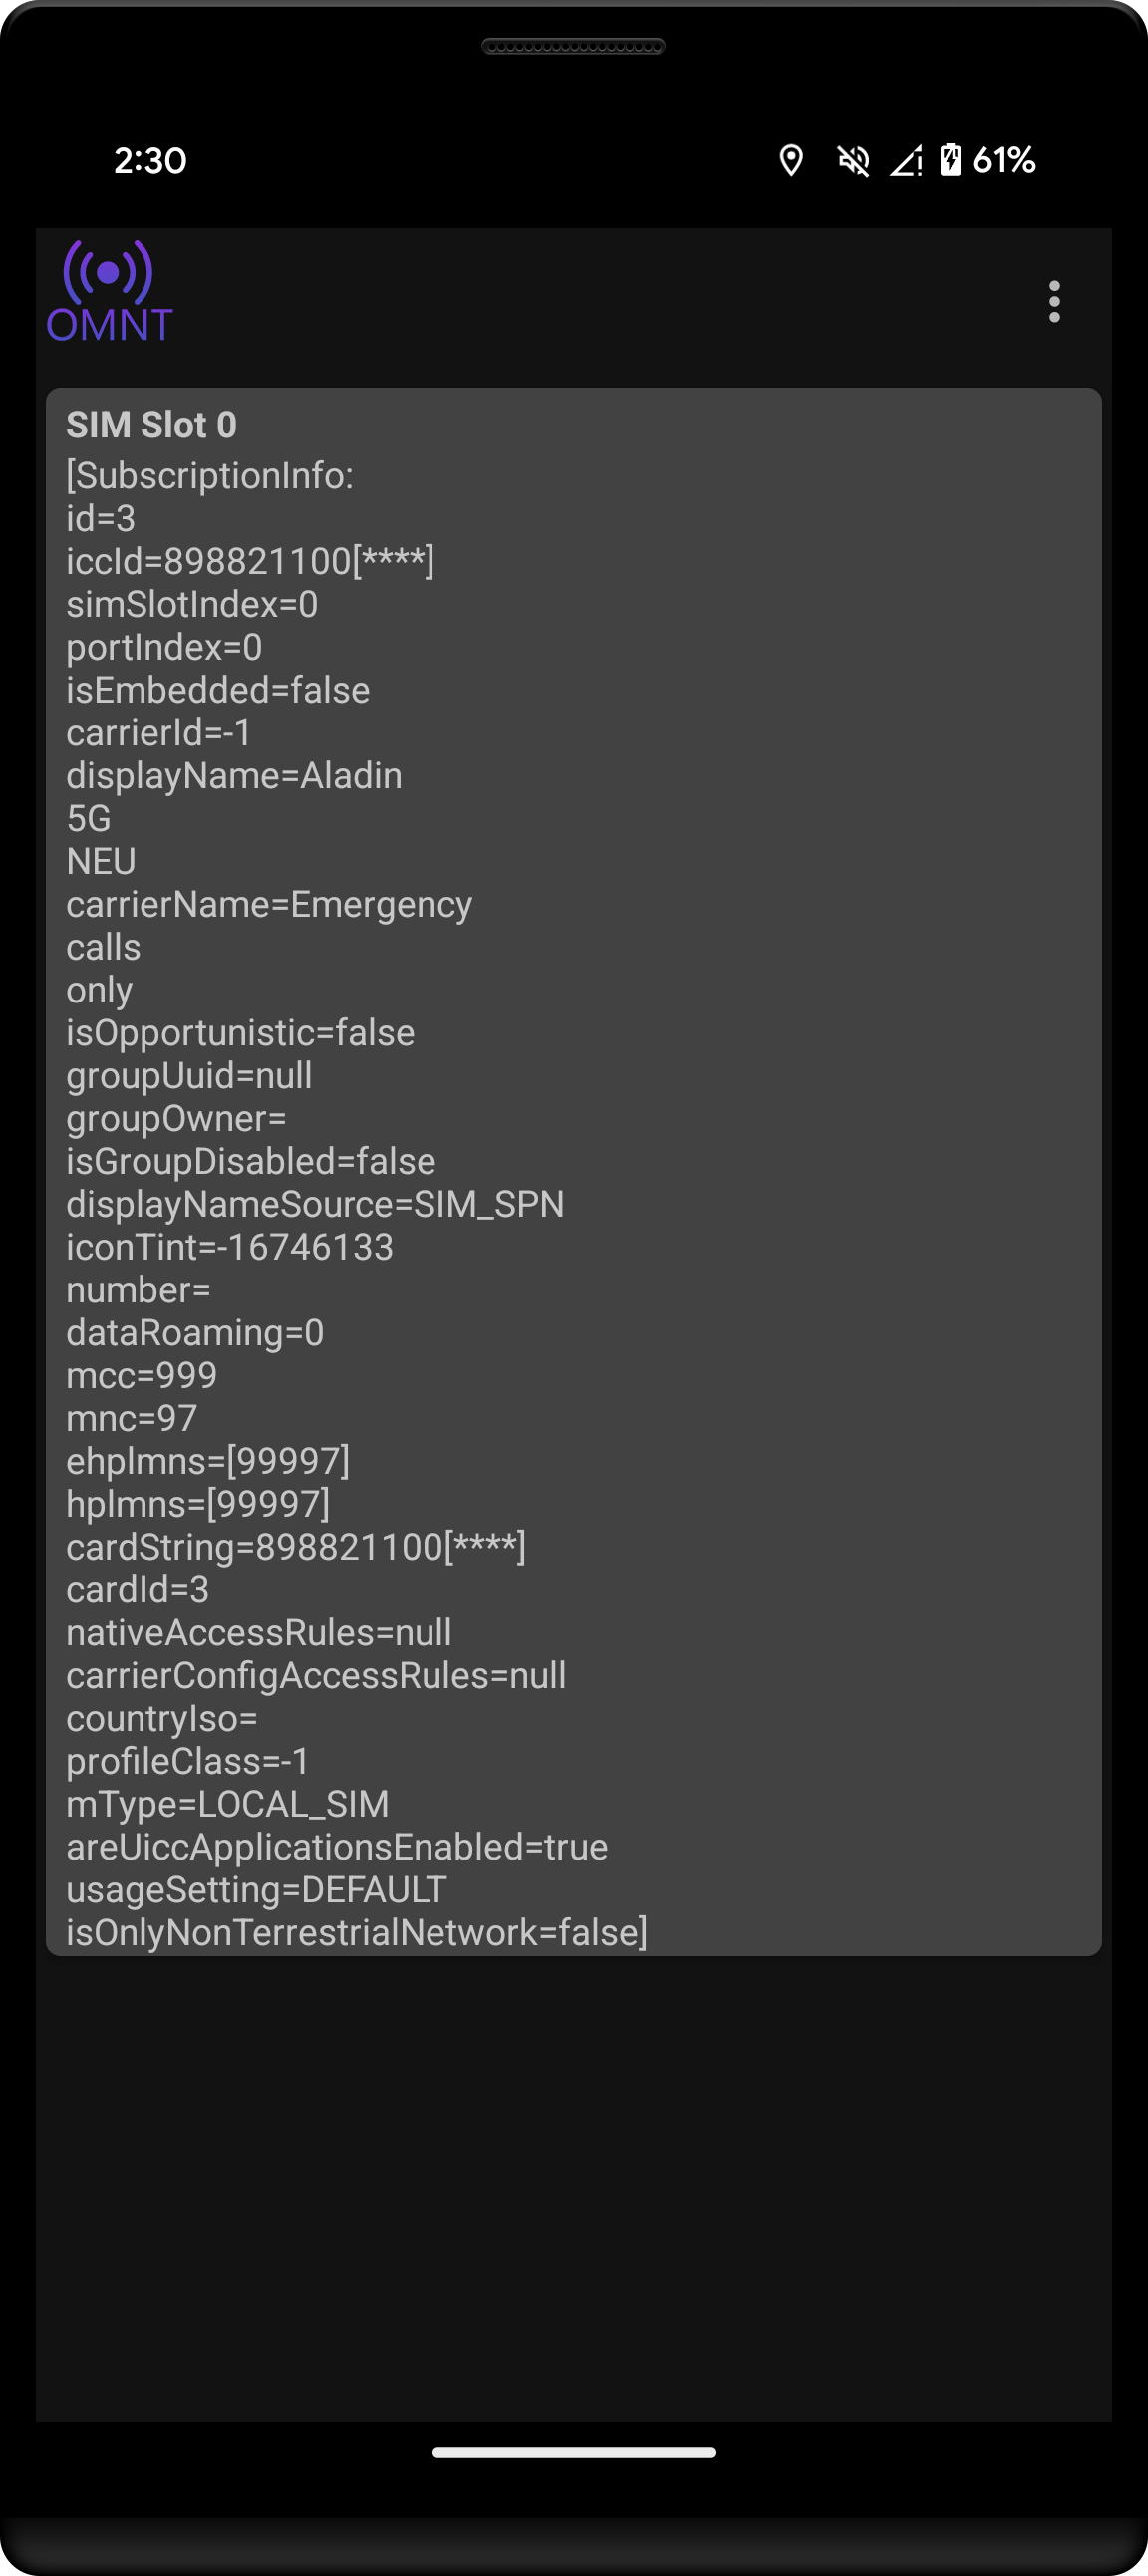 2:30
61%
OMNT
SIM Slot 0
[SubscriptionInfo:
id=3
iccId=898821100[****]
simSlotIndex=0
portIndex=0
isEmbedded=false
carrierId=-1
displayName=Aladin
5G
NEU
carrierName=Emergency
calls
only
isOpportunistic=false
groupUuid=null
groupOwner=
isGroupDisabled=false
displayNameSource=SIM_SPN
iconTint=-16746133
number=
dataRoaming=0
mcc=999
mnc=97
ehplmns=[99997]
hplmns=[99997]
cardString=898821100[****]
cardId=3
nativeAccessRules=null
carrierConfigAccessRules=null
countryIso=
profileClass=-1
mType=LOCAL_SIM
areUiccApplicationsEnabled=true
usageSetting=DEFAULT
isOnlyNonTerrestrialNetwork=false]